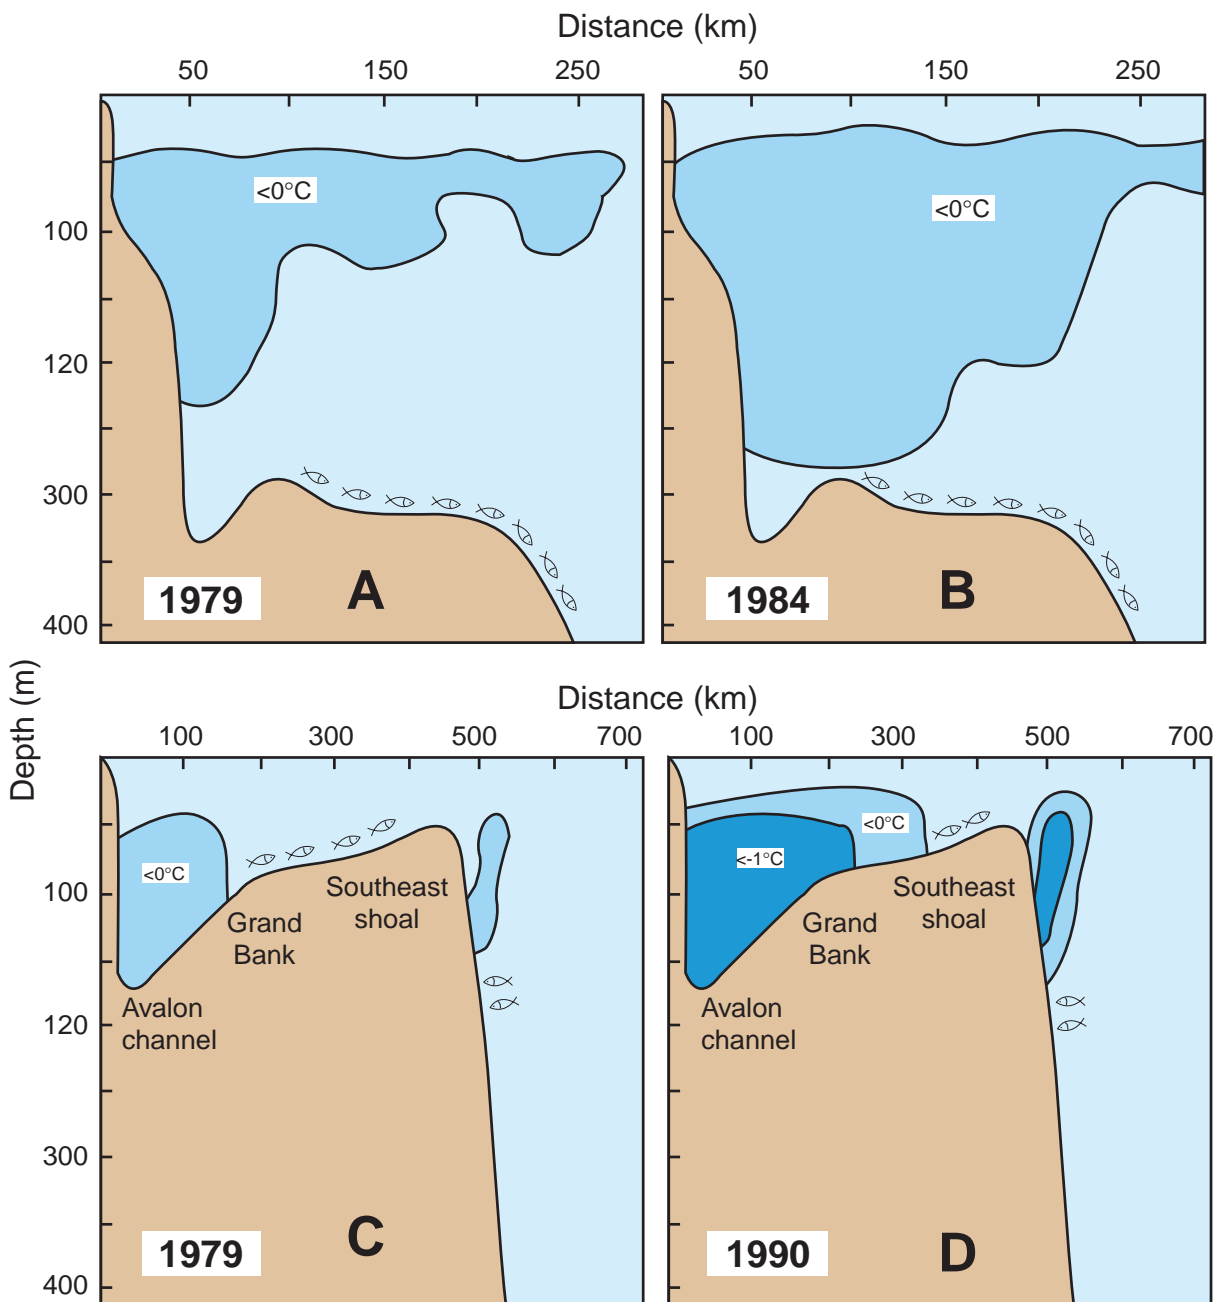 Distance (km)
50 150 250 50 150 250
<0°C
<0°C
100
120
300
400
1979 A 1984 B
Depth (m)
Distance (km)
100 300 500 700 100 300 500 700
<0°C
<0°C
<-1°C
100
Southeast
shoal
Southeast
shoal
Grand
Bank
Grand
Bank
Avalon
channel
Avalon
channel
120
300
400
1979 C 1990 D